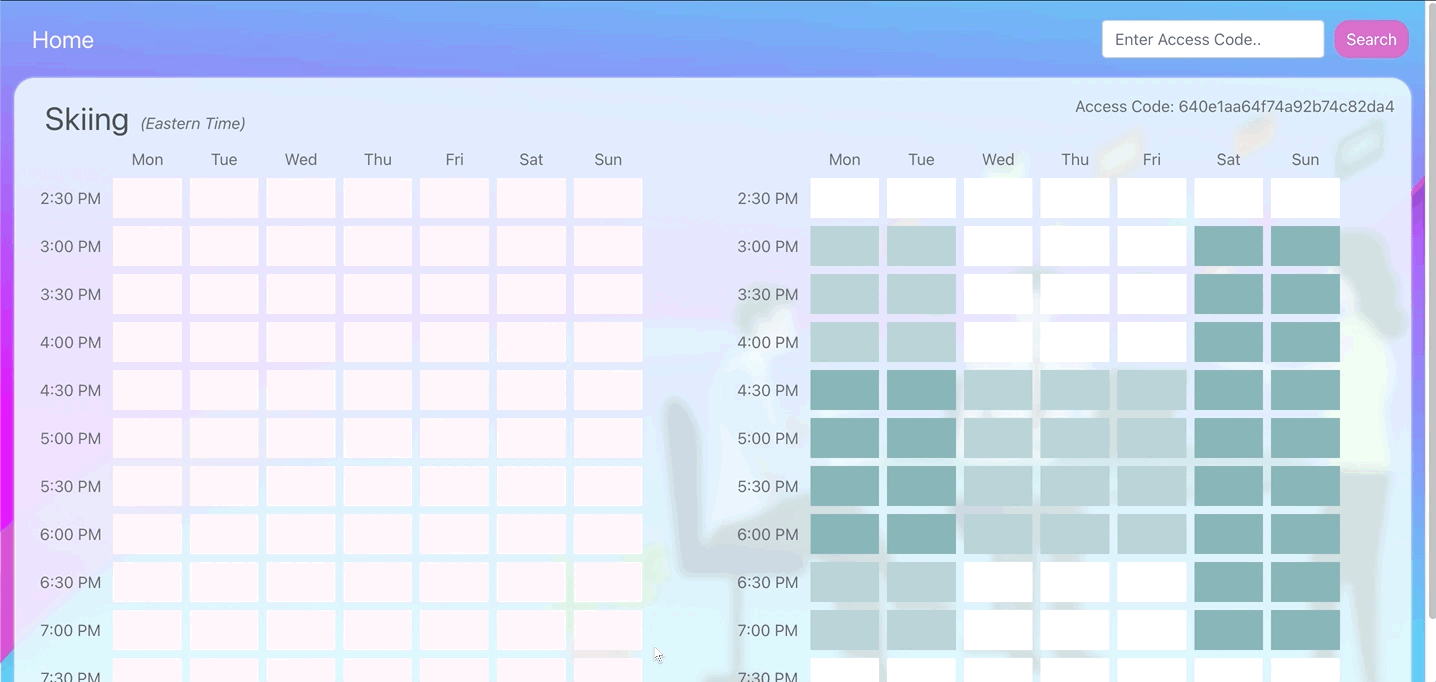 Home
Enter Access Code..
Search
Skiing (Eastern Time)
Access Code: 640e1aa64f74a92b74c82da4
Mon Tue Wed Thu Fri Sat Sun
2:30 PM
3:00 PM
3:30 PM
4:00 PM
4:30 PM
5:00 PM
5:30 PM
6:00 PM
6:30 PM
7:00 PM
7:30 PM
Mon Tue Wed Thu Fri Sat Sun
2:30 PM
3:00 PM
3:30 PM
4:00 PM
4:30 PM
5:00 PM
5:30 PM
6:00 PM
6:30 PM
7:00 PM
7:30 PM